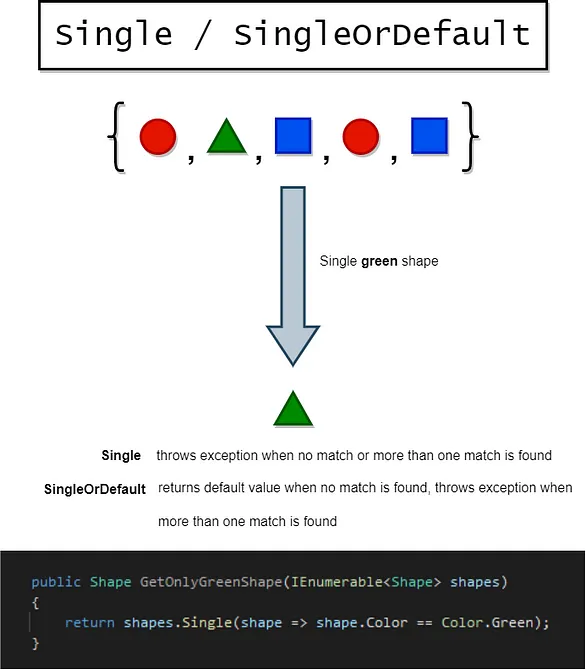 Single / SingleOrDefault
{ , , , , }
Single green shape
Single throws exception when no match or more than one match is found
SingleOrDefault returns default value when no match is found, throws exception when
more than one match is found
public Shape GetOnlyGreenShape(IEnumerable<Shape> shapes)
{
    return shapes.Single(shape => shape.Color == Color.Green);
}